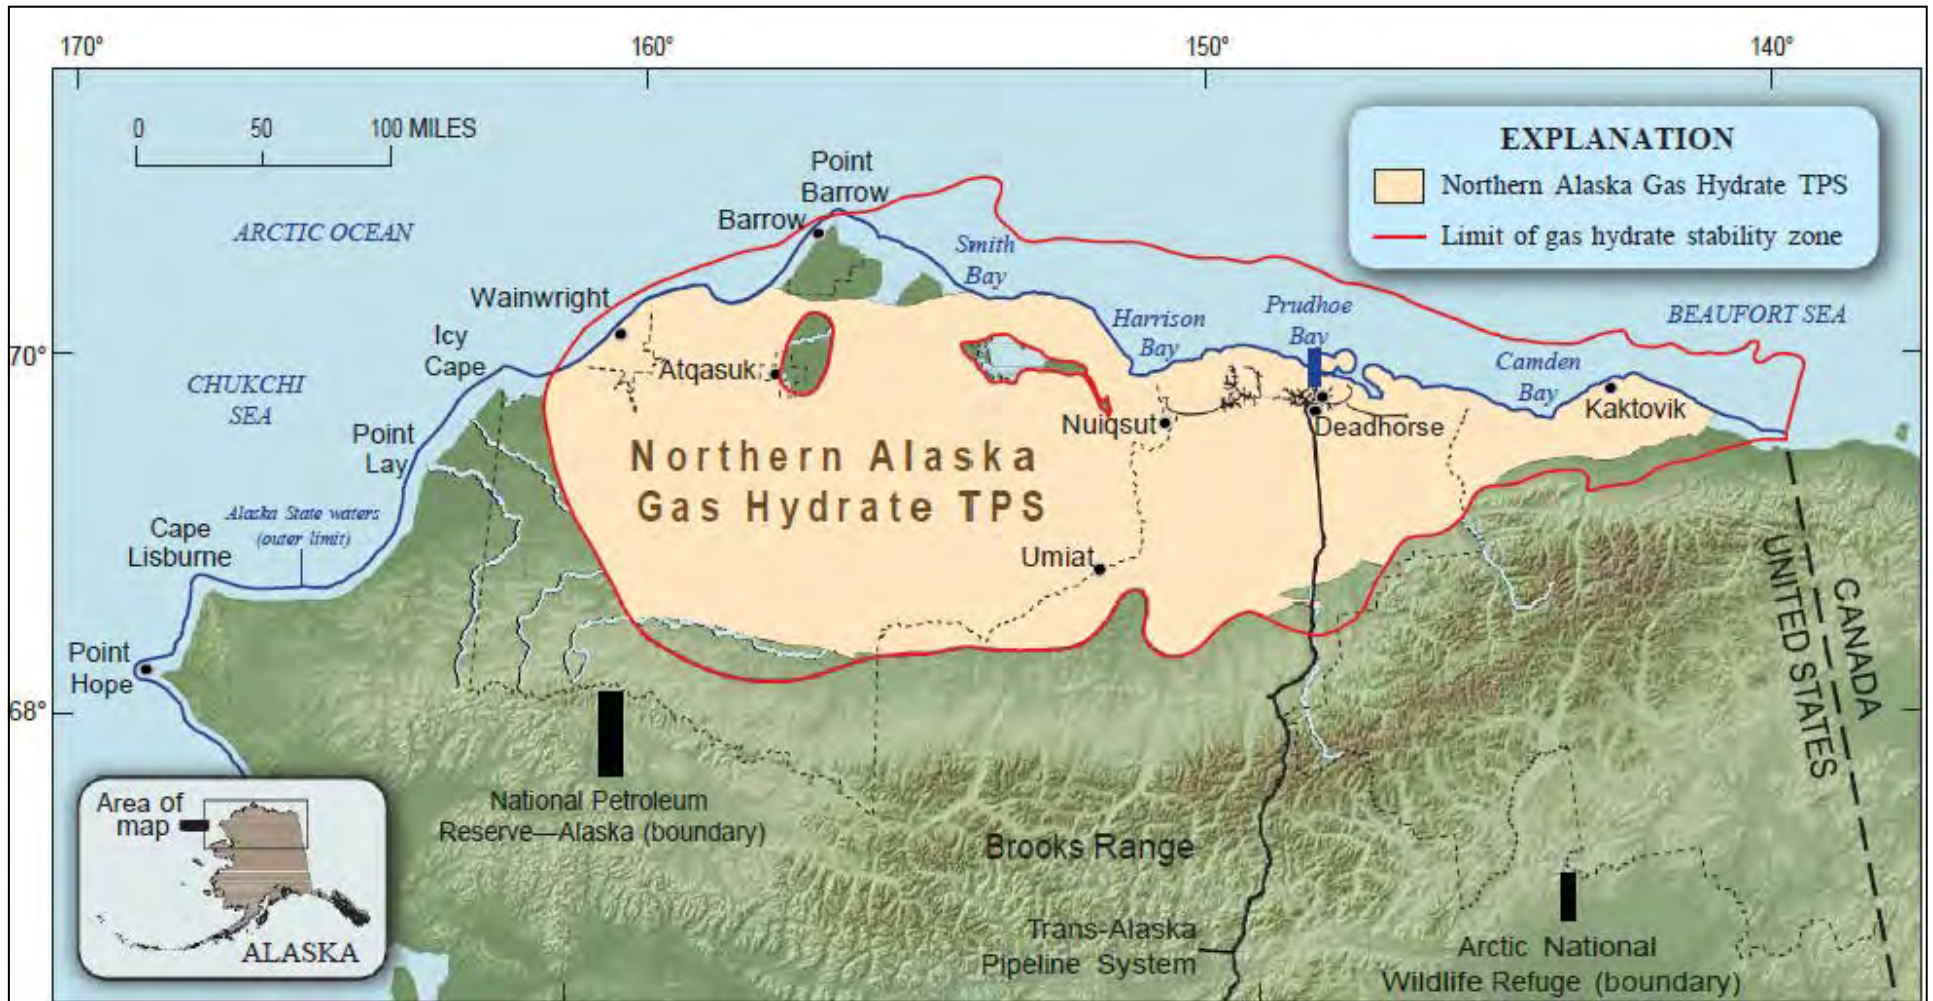 170°
160°
150°
140°
0 50 100 MILES
EXPLANATION
Northern Alaska Gas Hydrate TPS
Limit of gas hydrate stability zone
Point
Barrow
Barrow
ARCTIC OCEAN
Smith
Bay
Wainwright
Icy
Cape
Harrison
Bay
Prudhoe
Bay
BEAUFORT SEA
70°
Camden
Bay
CHUKCHI
SEA
Atqasuk
Kaktovik
Nuiqsut
Deadhorse
Point
Lay
Northern Alaska
Gas Hydrate TPS
Alaska State waters
(outer limit)
Cape
Lisburne
Umiat
CANADA
UNITED STATES
Point
Hope
68°
National Petroleum
Reserve—Alaska (boundary)
Area of
map
ALASKA
Brooks Range
Trans-Alaska
Pipeline System
Arctic National
Wildlife Refuge (boundary)